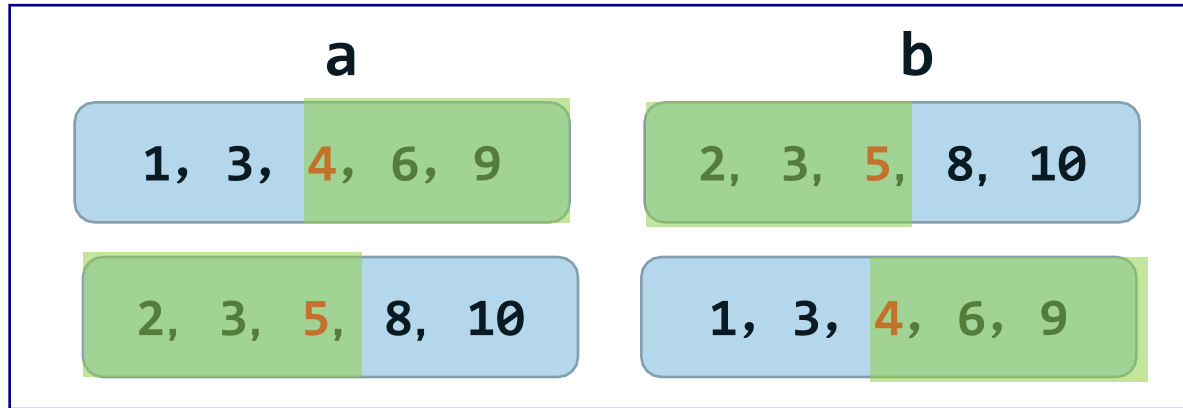 a b
1, 3, 4, 6, 9 2, 3, 5, 8, 10
2, 3, 5, 8, 10 1, 3, 4, 6, 9